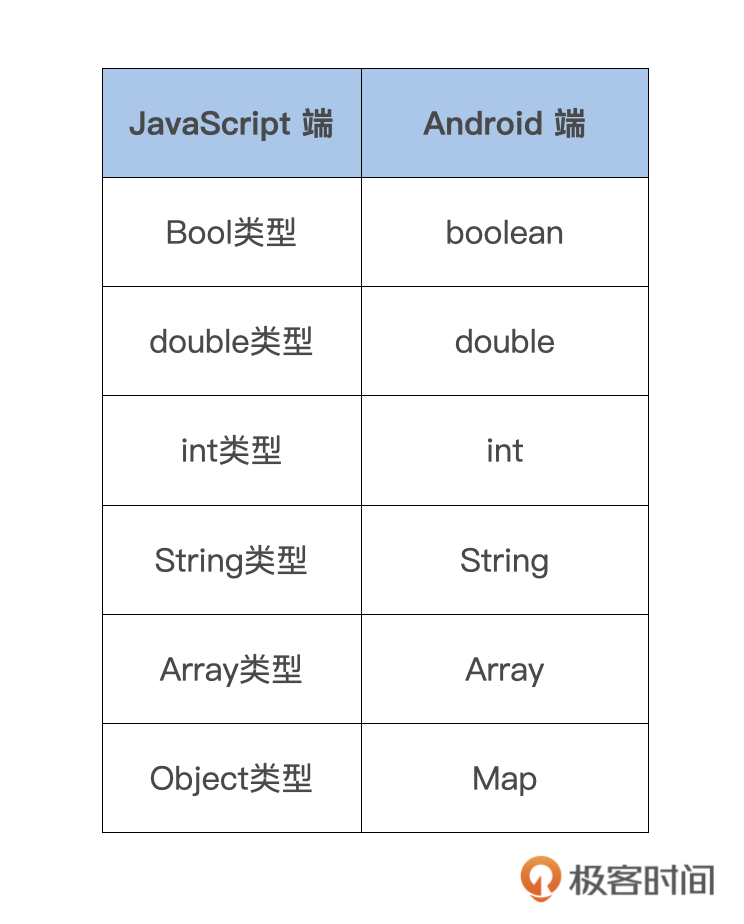 JavaScript 端 Android 端
Bool类型 boolean
double类型 double
int类型 int
String类型 String
Array类型 Array
Object类型 Map
极客时间